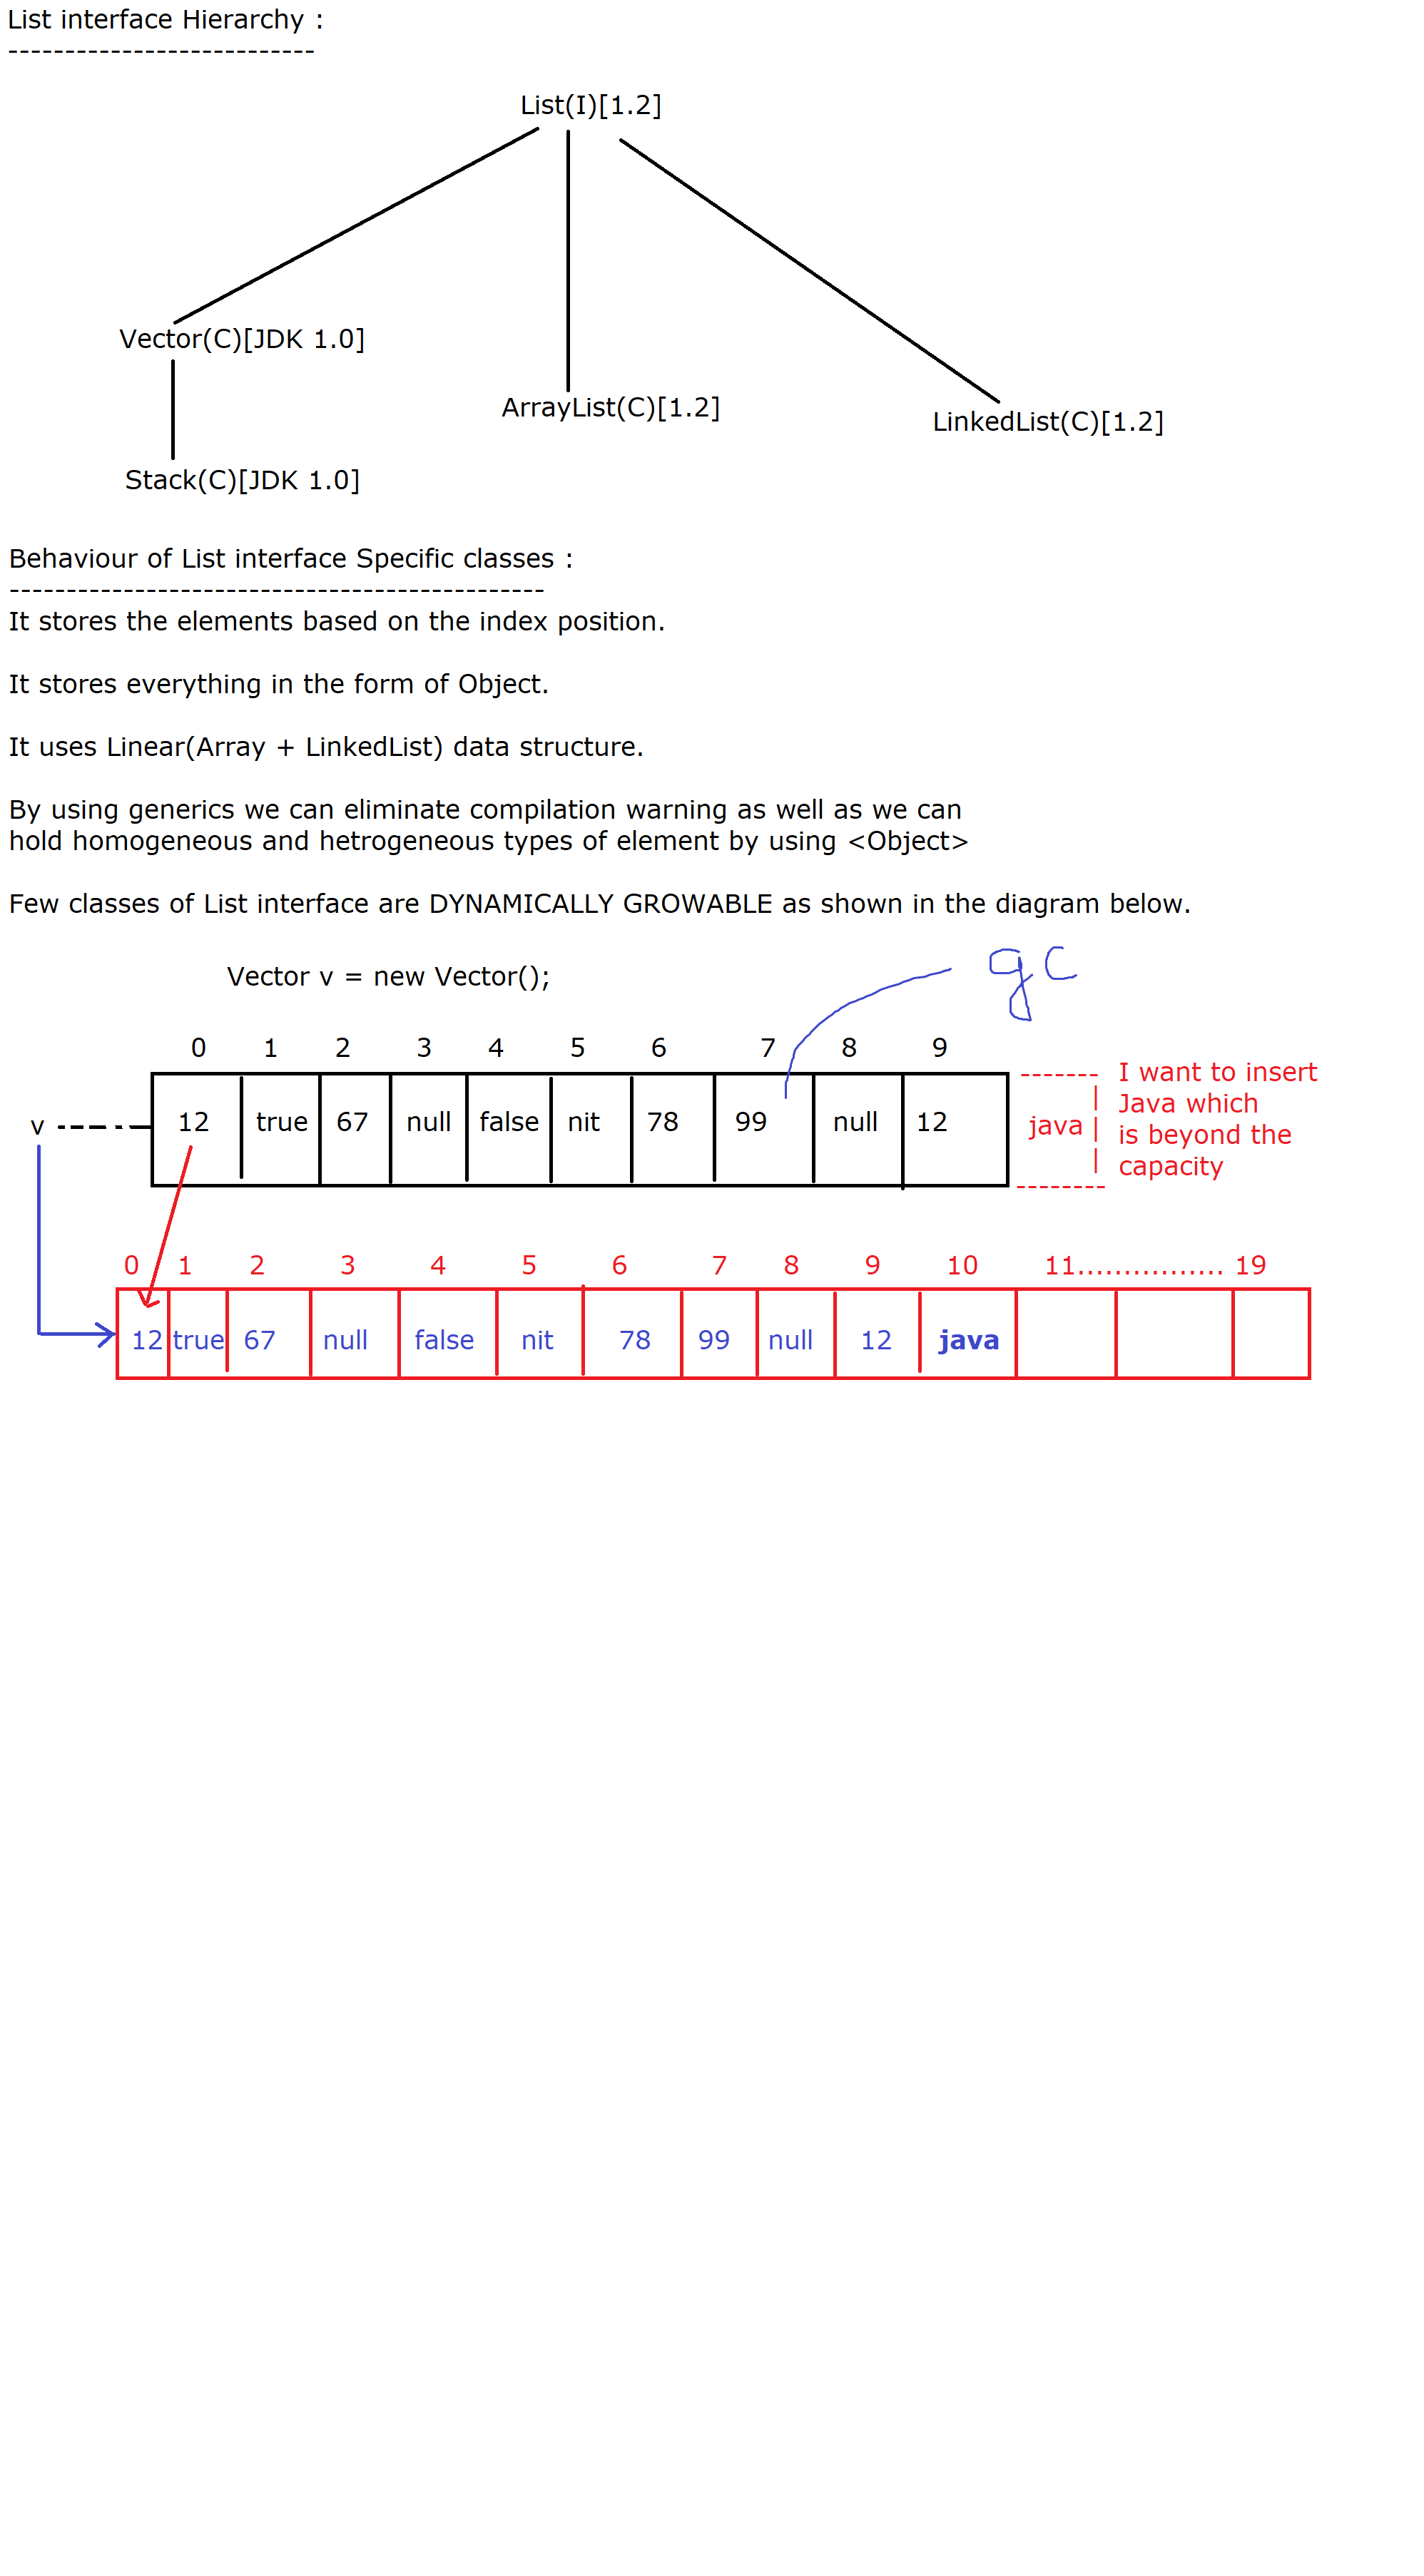 List interface Hierarchy :
---------------------------
List(I)[1.2]
Vector(C)[JDK 1.0]
ArrayList(C)[1.2]
LinkedList(C)[1.2]
Stack(C)[JDK 1.0]
Behaviour of List interface Specific classes :
-----------------------------------------------
It stores the elements based on the index position.
It stores everything in the form of Object.
It uses Linear(Array + LinkedList) data structure.
By using generics we can eliminate compilation warning as well as we can
hold homogeneous and hetrogeneous types of element by using <Object>
Few classes of List interface are DYNAMICALLY GROWABLE as shown in the diagram below.
gc
Vector v = new Vector();
0 1 2 3 4 5 6 7 8 9
v 12 true 67 null false nit 78 99 null 12 java
I want to insert
Java which
is beyond the
capacity
0 1 2 3 4 5 6 7 8 9 10 11................ 19
12 true 67 null false nit 78 99 null 12 java